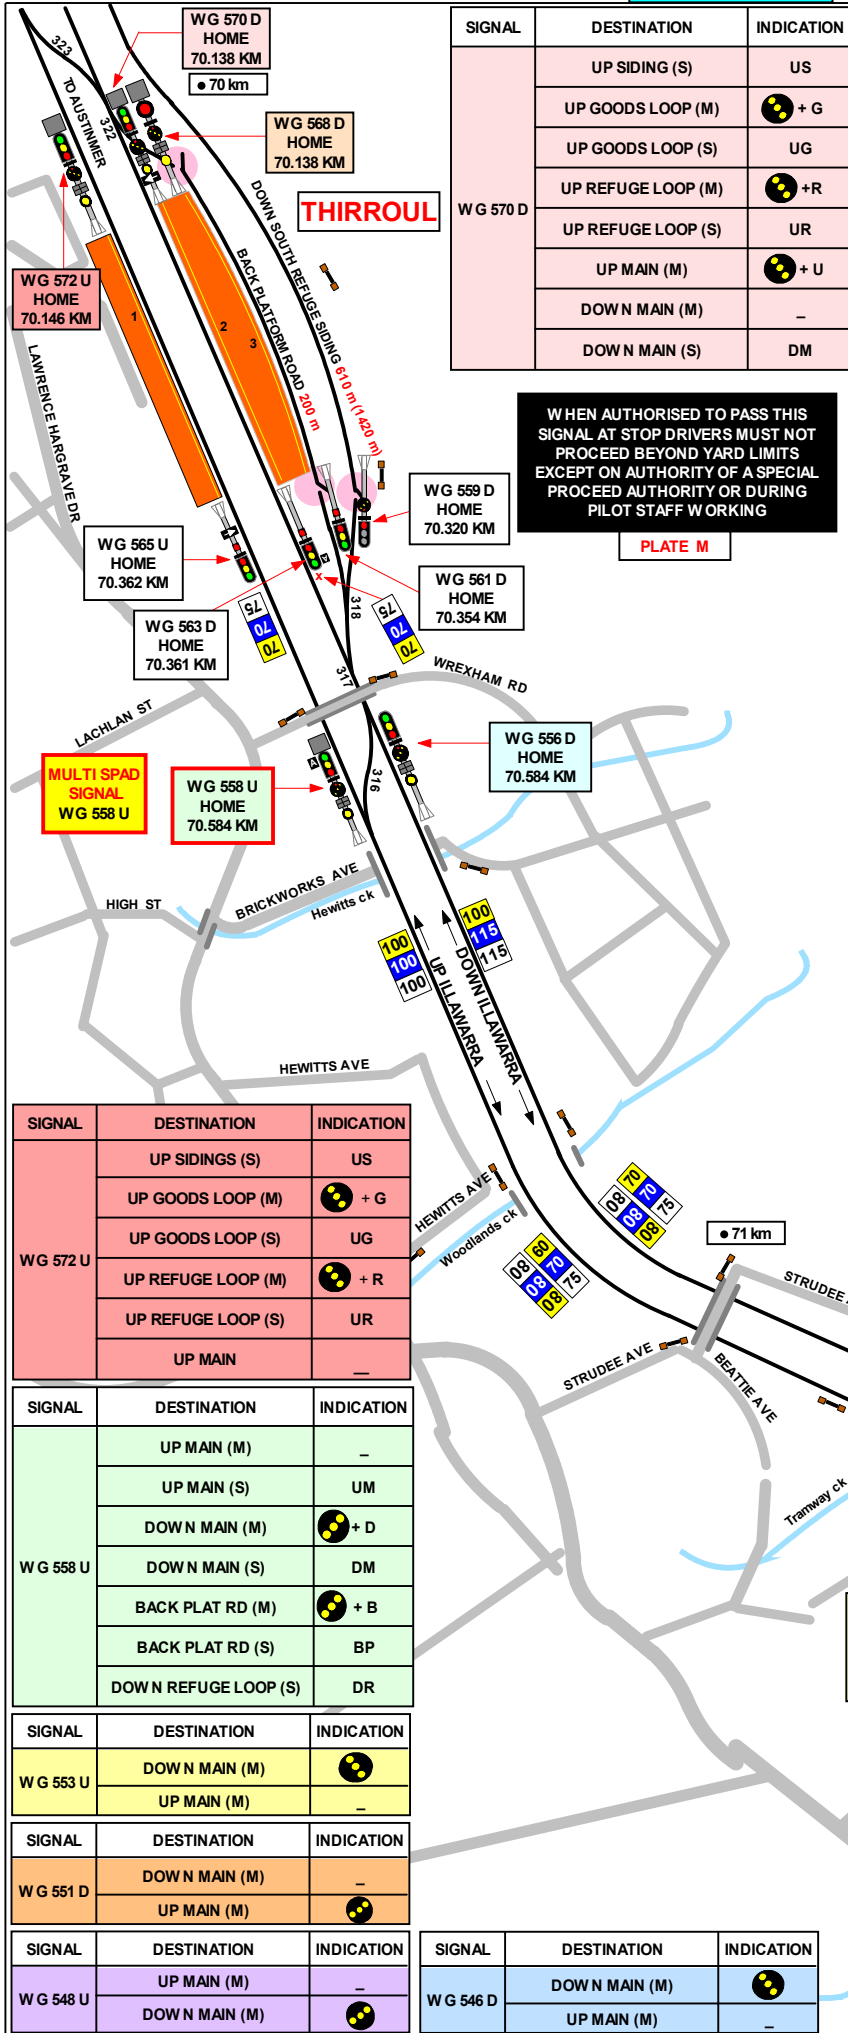 WG 570 D
HOME
70.138 KM
● 70 km
323
TO AUSTINMER
322
WG 568 D
HOME
70.138 KM
THIRROUL
DOWN SOUTH REFUGE SIDING 610 m (1420 m)
BACK PLATFORM ROAD 200 m
WG 572 U
HOME
70.146 KM
1
2
3
LAWRENCE HARGRAVE DR
SIGNAL DESTINATION INDICATION
WG 570 D
UP SIDING (S) US
UP GOODS LOOP (M) + G
UP GOODS LOOP (S) UG
UP REFUGE LOOP (M) +R
UP REFUGE LOOP (S) UR
UP MAIN (M) + U
DOWN MAIN (M) _
DOWN MAIN (S) DM
WHEN AUTHORISED TO PASS THIS
SIGNAL AT STOP DRIVERS MUST NOT
PROCEED BEYOND YARD LIMITS
EXCEPT ON AUTHORITY OF A SPECIAL
PROCEED AUTHORITY OR DURING
PILOT STAFF WORKING
PLATE M
WG 559 D
HOME
70.320 KM
WG 565 U
HOME
70.362 KM
WG 561 D
HOME
70.354 KM
WG 563 D
HOME
70.361 KM
x
318
75
70
70
75
70
70
317
WREXHAM RD
LACHLAN ST
316
MULTI SPAD
SIGNAL
WG 558 U
WG 558 U
HOME
70.584 KM
WG 556 D
HOME
70.584 KM
BRICKWORKS AVE
HIGH ST
Hewitts ck
100
100
100
100
115
115
UP ILLAWARRA
DOWN ILLAWARRA
HEWITTS AVE
HEWITTS AVE
Woodlands ck
80 70
80 70
80 75
80 60
80 70
80 75
● 71 km
STRUDEE
STRUDEE AVE
BEATTIE AVE
Tramway ck
SIGNAL DESTINATION INDICATION
WG 572 U
UP SIDINGS (S) US
UP GOODS LOOP (M) + G
UP GOODS LOOP (S) UG
UP REFUGE LOOP (M) + R
UP REFUGE LOOP (S) UR
UP MAIN __
SIGNAL DESTINATION INDICATION
WG 558 U
UP MAIN (M) _
UP MAIN (S) UM
DOWN MAIN (M) + D
DOWN MAIN (S) DM
BACK PLAT RD (M) + B
BACK PLAT RD (S) BP
DOWN REFUGE LOOP (S) DR
SIGNAL DESTINATION INDICATION
WG 553 U
DOWN MAIN (M)
UP MAIN (M) _
SIGNAL DESTINATION INDICATION
WG 551 D
DOWN MAIN (M) _
UP MAIN (M)
SIGNAL DESTINATION INDICATION
WG 548 U
UP MAIN (M) _
DOWN MAIN (M)
SIGNAL DESTINATION INDICATION
WG 546 D
DOWN MAIN (M)
UP MAIN (M) _